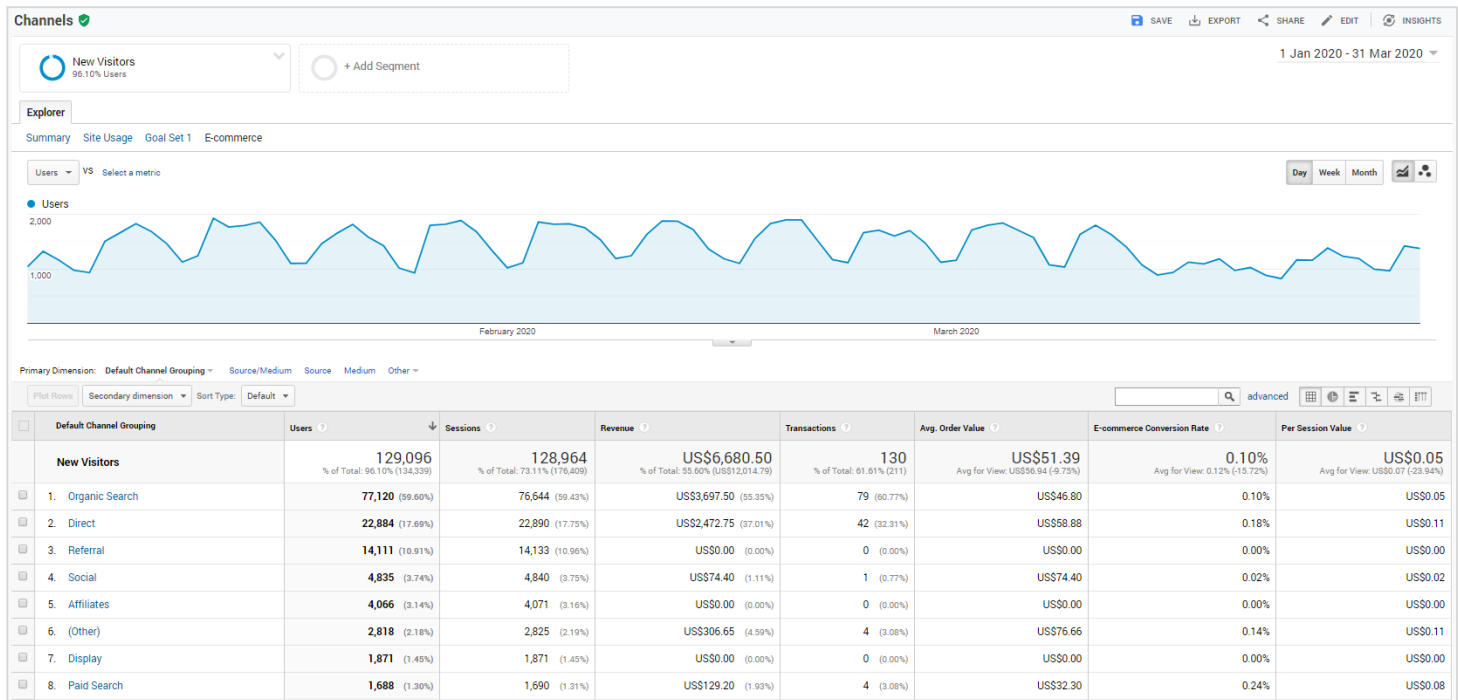 Channels
SAVE EXPORT SHARE EDIT INSIGHTS
New Visitors
96.10% Users
+ Add Segment
1 Jan 2020 - 31 Mar 2020
Explorer
Summary Site Usage Goal Set 1 E-commerce
Users VS Select a metric
Day Week Month
Users
2,000
1,000
February 2020 March 2020
Primary Dimension: Default Channel Grouping Source/Medium Source Medium Other
Plot Rows Secondary dimension Sort Type: Default advanced
Default Channel Grouping Users ? Sessions ? Revenue ? Transactions ? Avg. Order Value ? E-commerce Conversion Rate ? Per Session Value ?
New Visitors 129,096 128,964 US$6,680.50 130 US$51.39 0.10% US$0.05
% of Total: 96.10% (134,339) % of Total: 73.11% (176,409) % of Total: 55.60% (US$12,014.79) % of Total: 61.61% (211) Avg for View: US$56.94 (-9.75%) Avg for View: 0.12% (-15.72%) Avg for View: US$0.07 (-23.94%)
1. Organic Search 77,120 (59.60%) 76,644 (59.43%) US$3,697.50 (55.35%) 79 (60.77%) US$46.80 0.10% US$0.05
2. Direct 22,884 (17.69%) 22,890 (17.75%) US$2,472.75 (37.01%) 42 (32.31%) US$58.88 0.18% US$0.11
3. Referral 14,111 (10.91%) 14,133 (10.96%) US$0.00 (0.00%) 0 (0.00%) US$0.00 0.00% US$0.00
4. Social 4,835 (3.74%) 4,840 (3.75%) US$74.40 (1.11%) 1 (0.77%) US$74.40 0.02% US$0.02
5. Affiliates 4,066 (3.14%) 4,071 (3.16%) US$0.00 (0.00%) 0 (0.00%) US$0.00 0.00% US$0.00
6. (Other) 2,818 (2.18%) 2,825 (2.19%) US$306.65 (4.59%) 4 (3.08%) US$76.66 0.14% US$0.11
7. Display 1,871 (1.45%) 1,871 (1.45%) US$0.00 (0.00%) 0 (0.00%) US$0.00 0.00% US$0.00
8. Paid Search 1,688 (1.30%) 1,690 (1.31%) US$129.20 (1.93%) 4 (3.08%) US$32.30 0.24% US$0.08